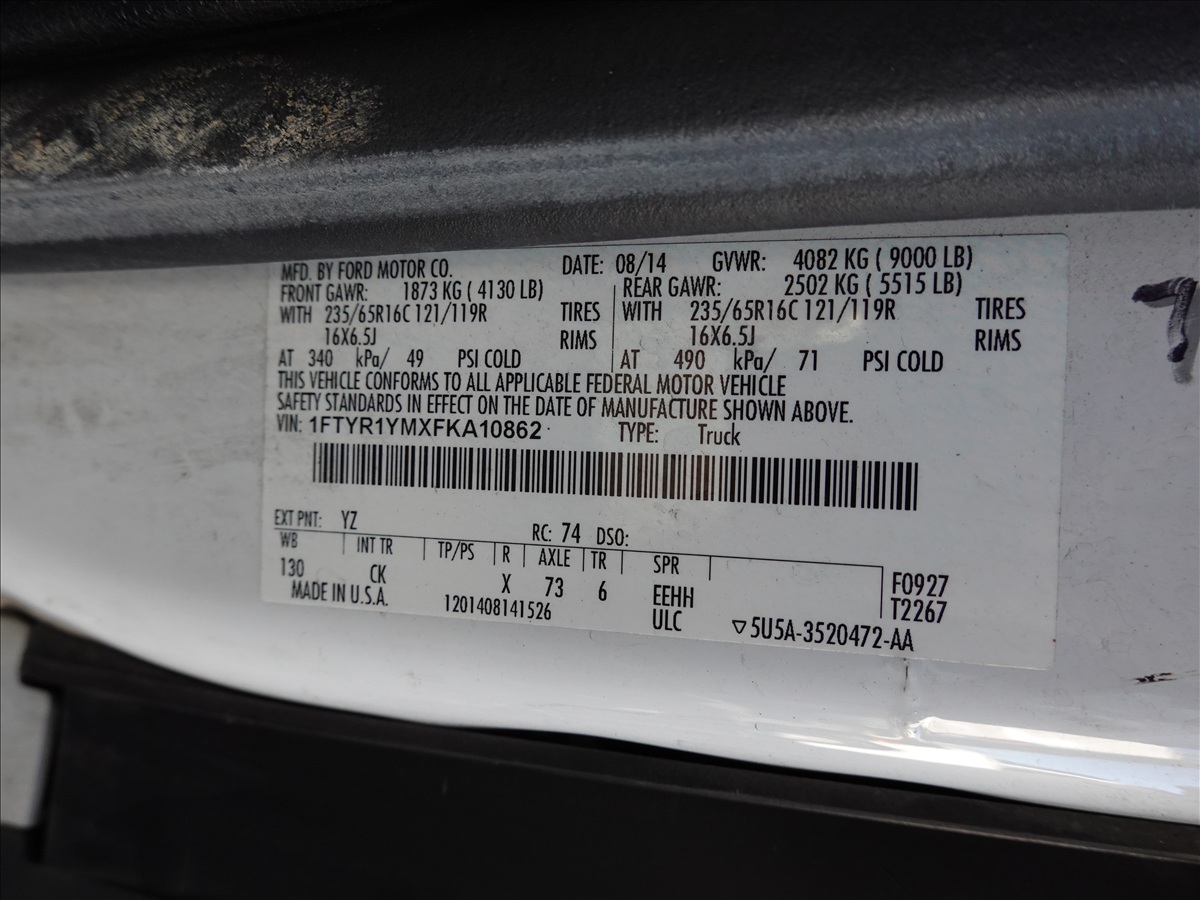 MFD. BY FORD MOTOR CO. DATE: 08/14 GVWR: 4082 KG ( 9000 LB)
FRONT GAWR: 1873 KG ( 4130 LB) REAR GAWR: 2502 KG ( 5515 LB)
WITH 235/65R16C 121/119R TIRES WITH 235/65R16C 121/119R TIRES
16X6.5J RIMS 16X6.5J RIMS
AT 340 kPa/ 49 PSI COLD AT 490 kPa/ 71 PSI COLD
THIS VEHICLE CONFORMS TO ALL APPLICABLE FEDERAL MOTOR VEHICLE
SAFETY STANDARDS IN EFFECT ON THE DATE OF MANUFACTURE SHOWN ABOVE.
VIN: 1FTYR1YMXFKA10862 TYPE: Truck
EXT PNT: YZ RC: 74 DSO:
WB INT TR TP/PS R AXLE TR SPR
130 CK X 73 6 EEHH F0927
MADE IN U.S.A. 1201408141526 ULC T2267
5U5A-3520472-AA